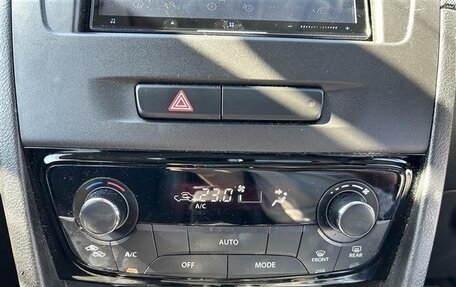 23.0
A/C
AUTO
A/C
OFF
MODE
FRONT
REAR